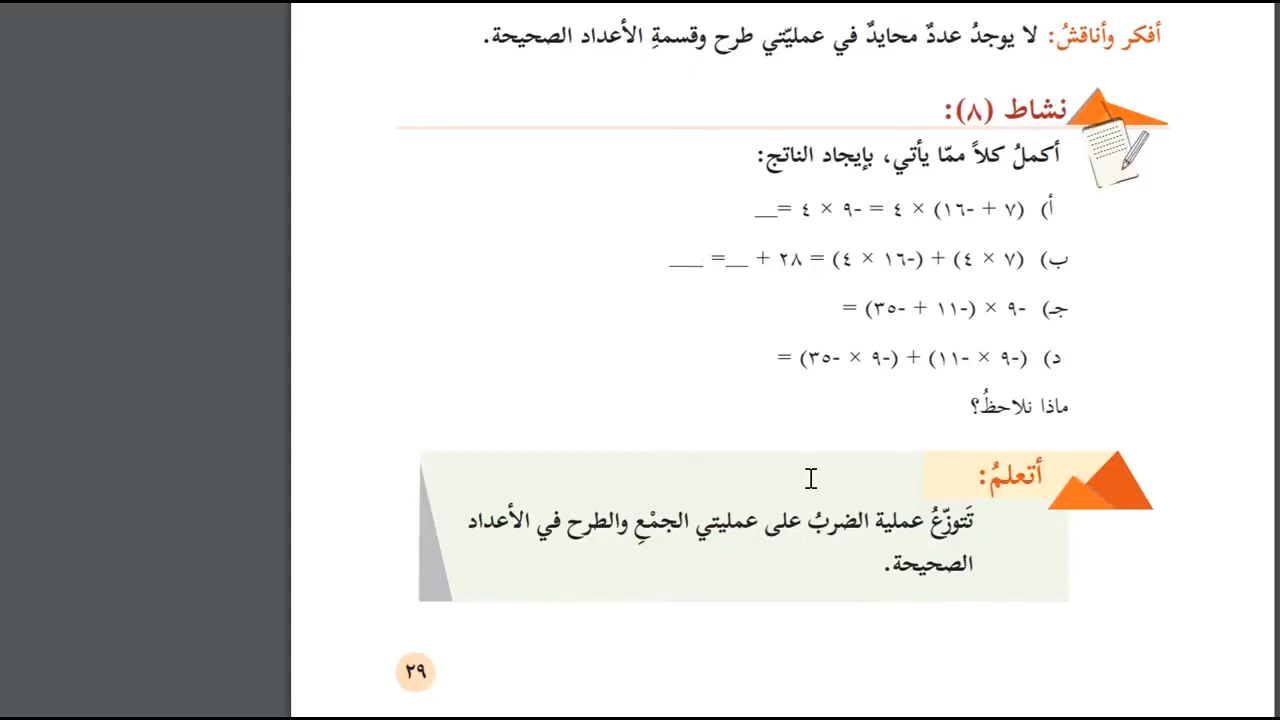 أفكر وأناقشُ: لا يوجدُ عددٌ محايدٌ في عمليّتي طرح وقسمةِ الأعداد الصحيحة.
نشاط (٨):
أكملُ كلاً ممّا يأتي، بإيجاد الناتج:
أ) (٧ + -١٦) × ٤ = -٩ × ٤ =__
ب) (٧ × ٤) + (-١٦ × ٤) = ٢٨ + __= ___
جـ) -٩ × (-١١ + -٣٥) =
د) (-٩ × -١١) + (-٩ × -٣٥) =
ماذا نلاحظُ؟
أتعلمُ:
تَتوزّعُ عملية الضربُ على عمليتي الجمْعِ والطرح في الأعداد
الصحيحة.
٢٩